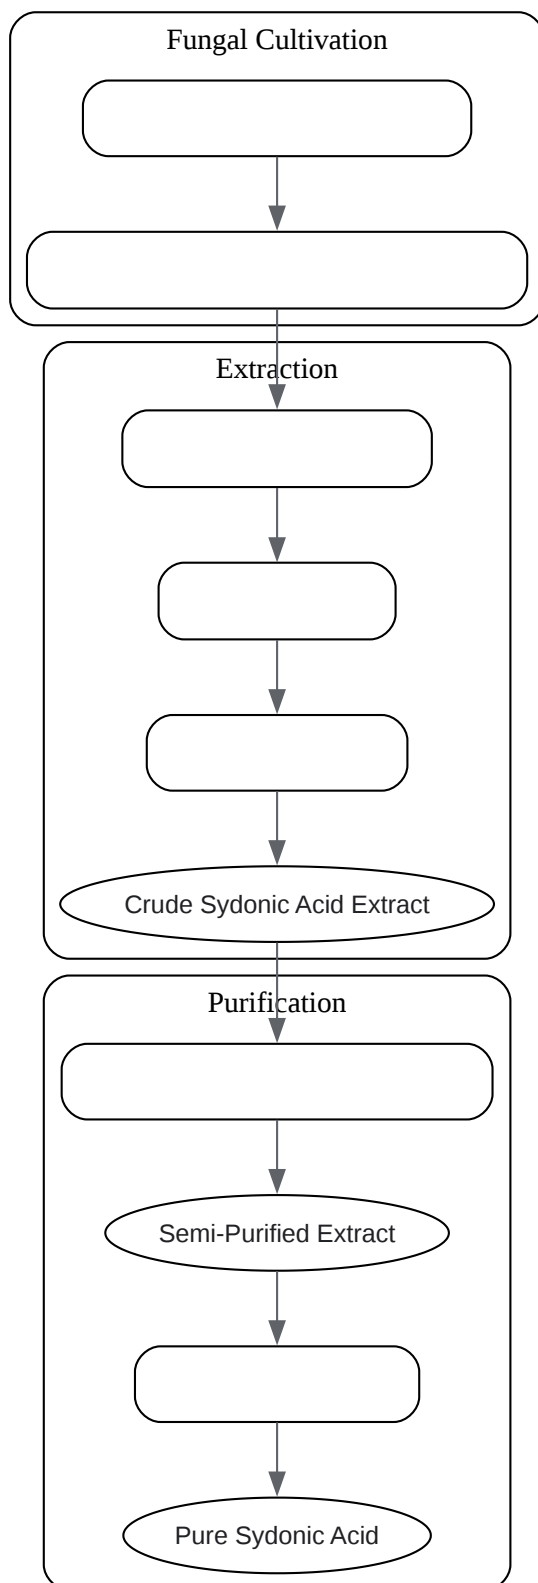 Fungal Cultivation
Extraction
Crude Sydonic Acid Extract
Purification
Semi-Purified Extract
Pure Sydonic Acid